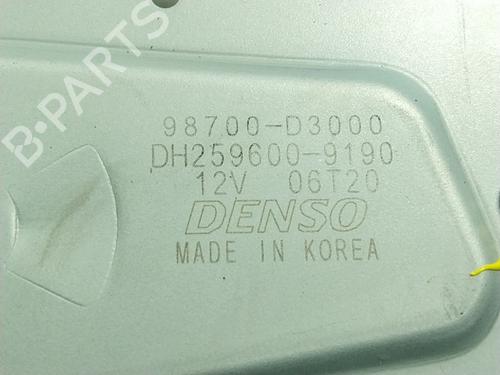 B-PARTS
98700-D3000
DH259600-9190
12V 06T20
DENSO
MADE IN KOREA